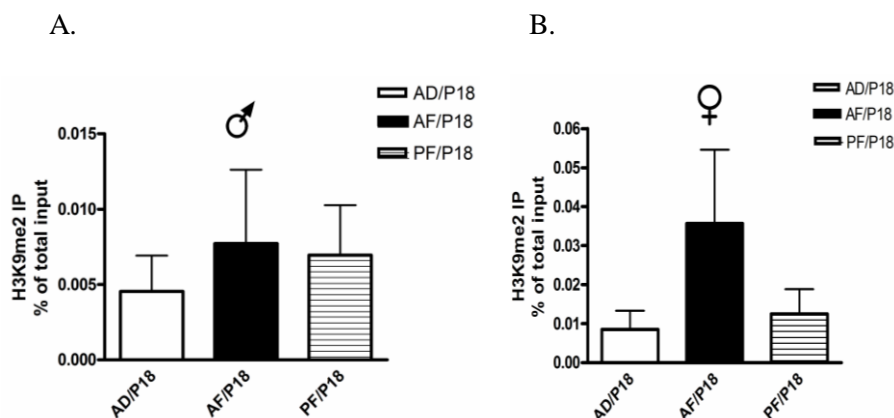 A.
B.
AD/P18
AF/P18
PF/P18
♂
H3K9me2 IP
% of total input
0.015
0.010
0.005
0.000
AD/P18
AF/P18
PF/P18
AD/P18
AF/P18
PF/P18
♀
H3K9me2 IP
% of total input
0.06
0.05
0.04
0.03
0.02
0.01
0.00
AD/P18
AF/P18
PF/P18